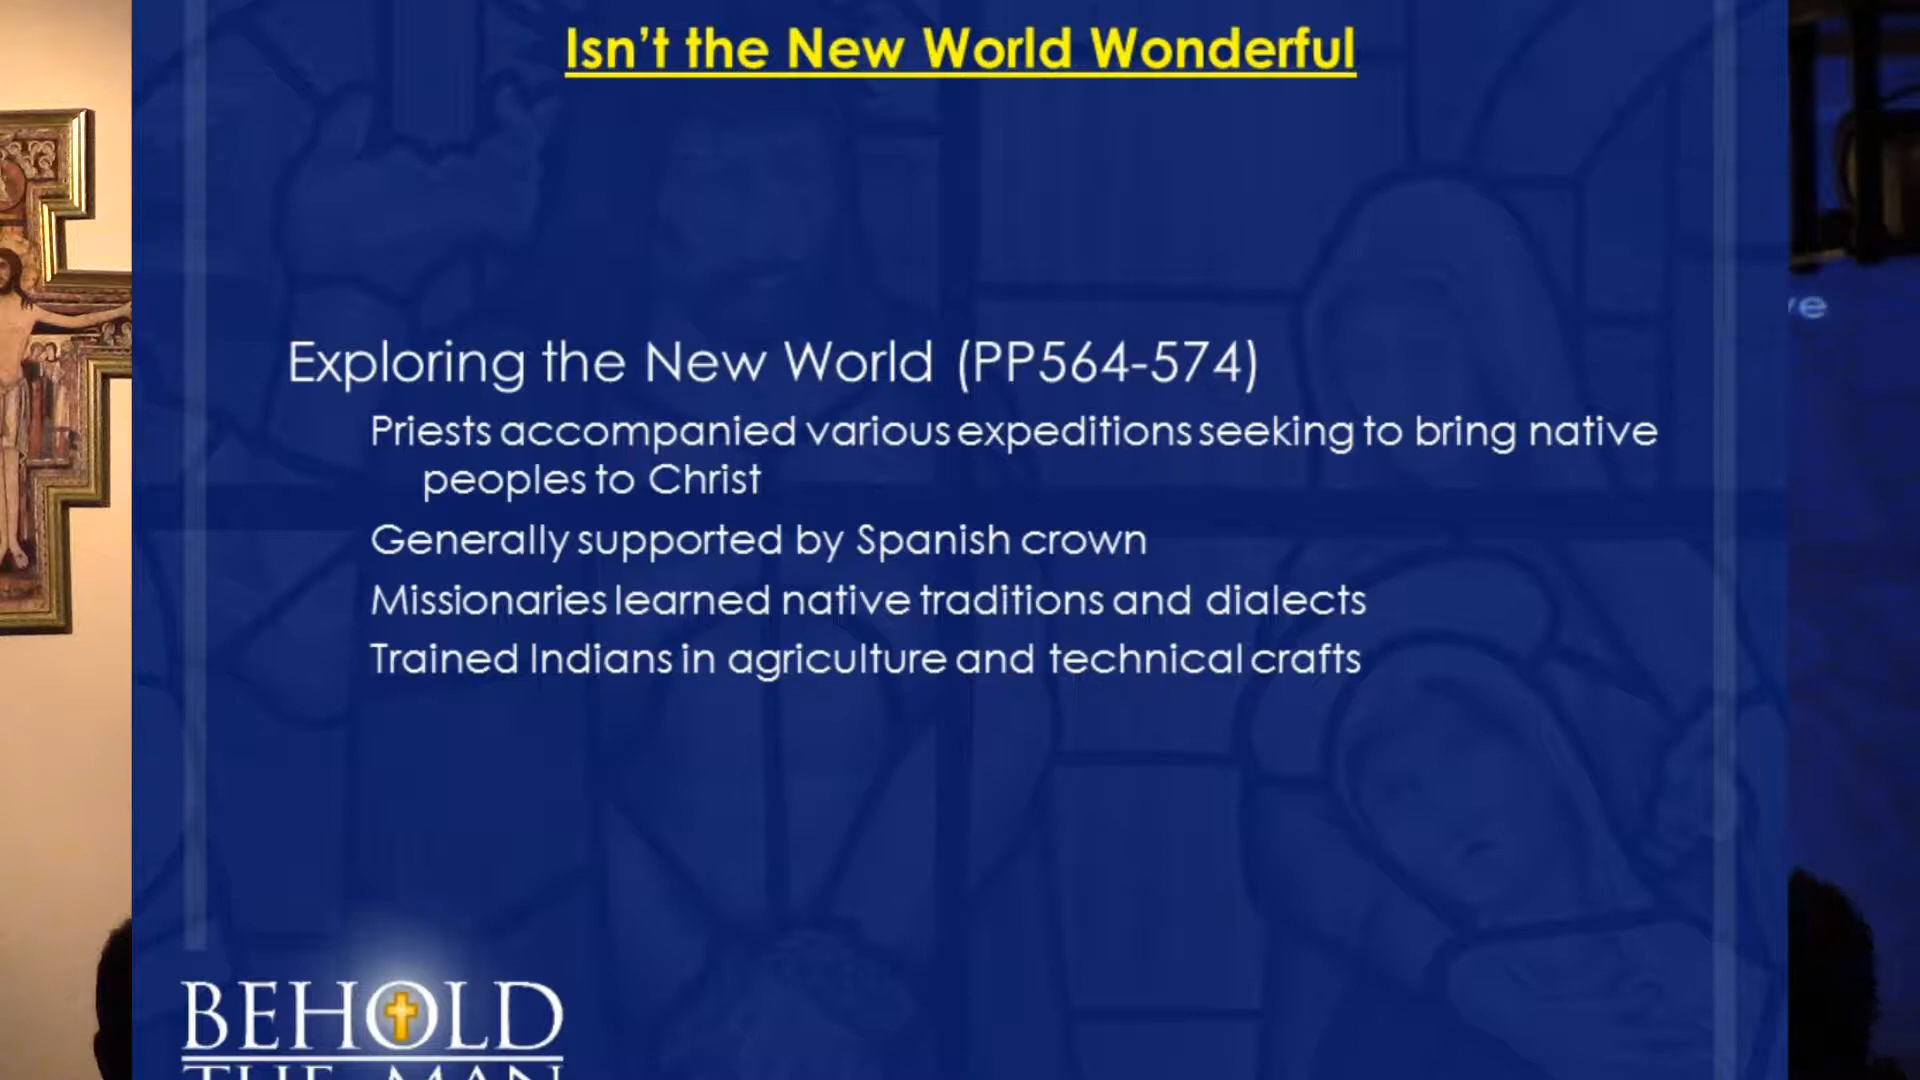 Isn't the New World Wonderful
Exploring the New World (PP564-574)
Priests accompanied various expeditions seeking to bring native
peoples to Christ
Generally supported by Spanish crown
Missionaries learned native traditions and dialects
Trained Indians in agriculture and technical crafts
BEHOLD
THE MAN